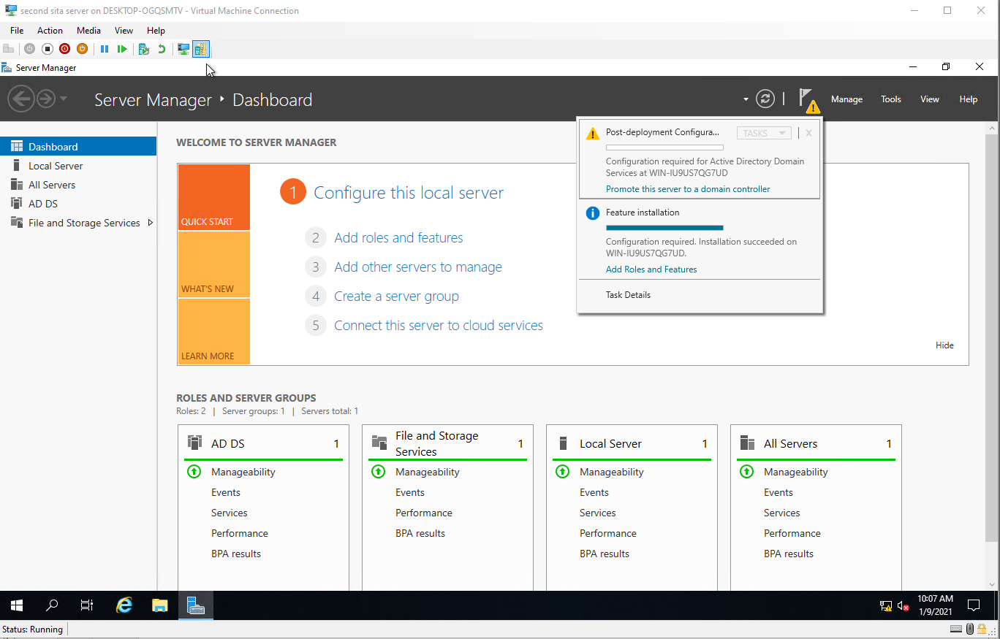 second sita server on DESKTOP-OGQSMTV - Virtual Machine Connection
File Action Media View Help
Server Manager
Server Manager Dashboard
Manage Tools View Help
Dashboard
Local Server
All Servers
AD DS
File and Storage Services
WELCOME TO SERVER MANAGER
QUICK START
WHAT'S NEW
LEARN MORE
1 Configure this local server
2 Add roles and features
3 Add other servers to manage
4 Create a server group
5 Connect this server to cloud services
Hide
Post-deployment Configura... TASKS X
Configuration required for Active Directory Domain
Services at WIN-IU9US7QG7UD
Promote this server to a domain controller
Feature installation
Configuration required. Installation succeeded on
WIN-IU9US7QG7UD.
Add Roles and Features
Task Details
ROLES AND SERVER GROUPS
Roles: 2 | Server groups: 1 | Servers total: 1
AD DS 1
Manageability
Events
Services
Performance
BPA results
File and Storage
Services 1
Manageability
Events
Performance
BPA results
Local Server 1
Manageability
Events
Services
Performance
BPA results
All Servers 1
Manageability
Events
Services
Performance
BPA results
10:07 AM
1/9/2021
Status: Running